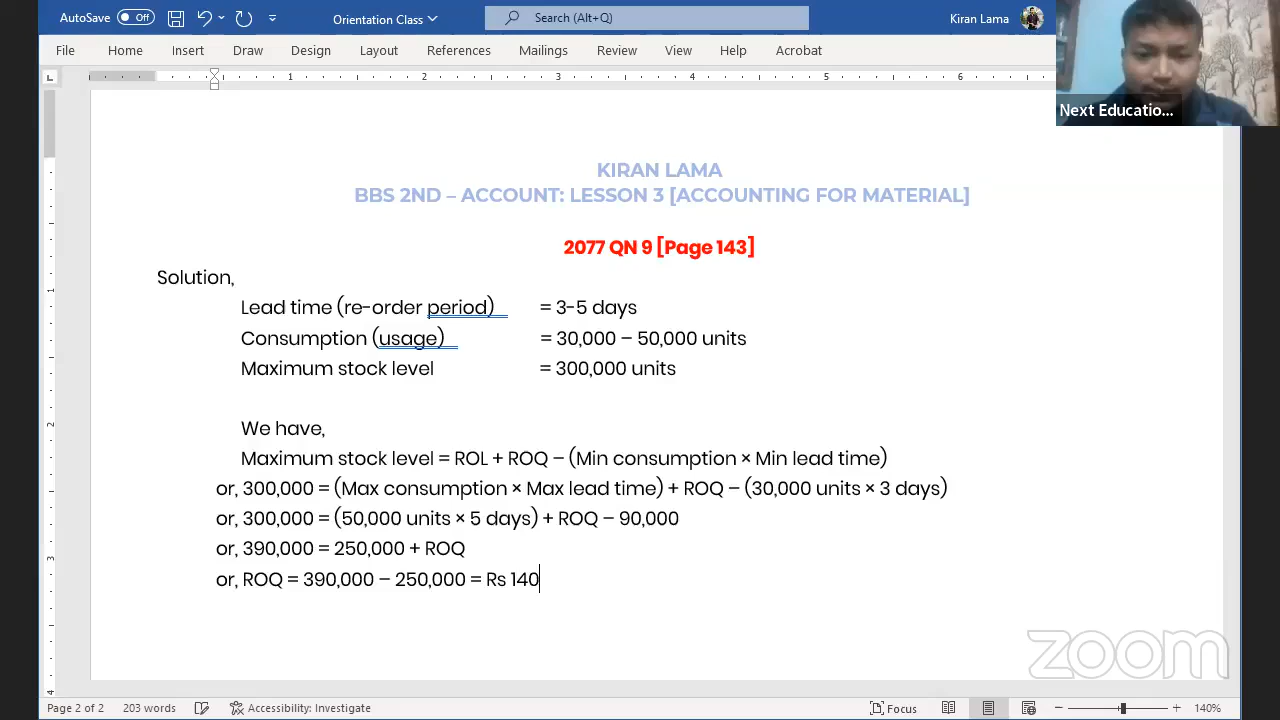 AutoSave Off Orientation Class Search (Alt+Q) Kiran Lama
File Home Insert Draw Design Layout References Mailings Review View Help Acrobat
1 2 3 4 5 6
Next Educatio...
KIRAN LAMA
BBS 2ND – ACCOUNT: LESSON 3 [ACCOUNTING FOR MATERIAL]
2077 QN 9 [Page 143]
Solution,
Lead time (re-order period) = 3-5 days
Consumption (usage) = 30,000 – 50,000 units
Maximum stock level = 300,000 units
We have,
Maximum stock level = ROL + ROQ – (Min consumption × Min lead time)
or, 300,000 = (Max consumption × Max lead time) + ROQ – (30,000 units × 3 days)
or, 300,000 = (50,000 units × 5 days) + ROQ – 90,000
or, 390,000 = 250,000 + ROQ
or, ROQ = 390,000 – 250,000 = Rs 140
zoom
Page 2 of 2 203 words Accessibility: Investigate Focus 140%